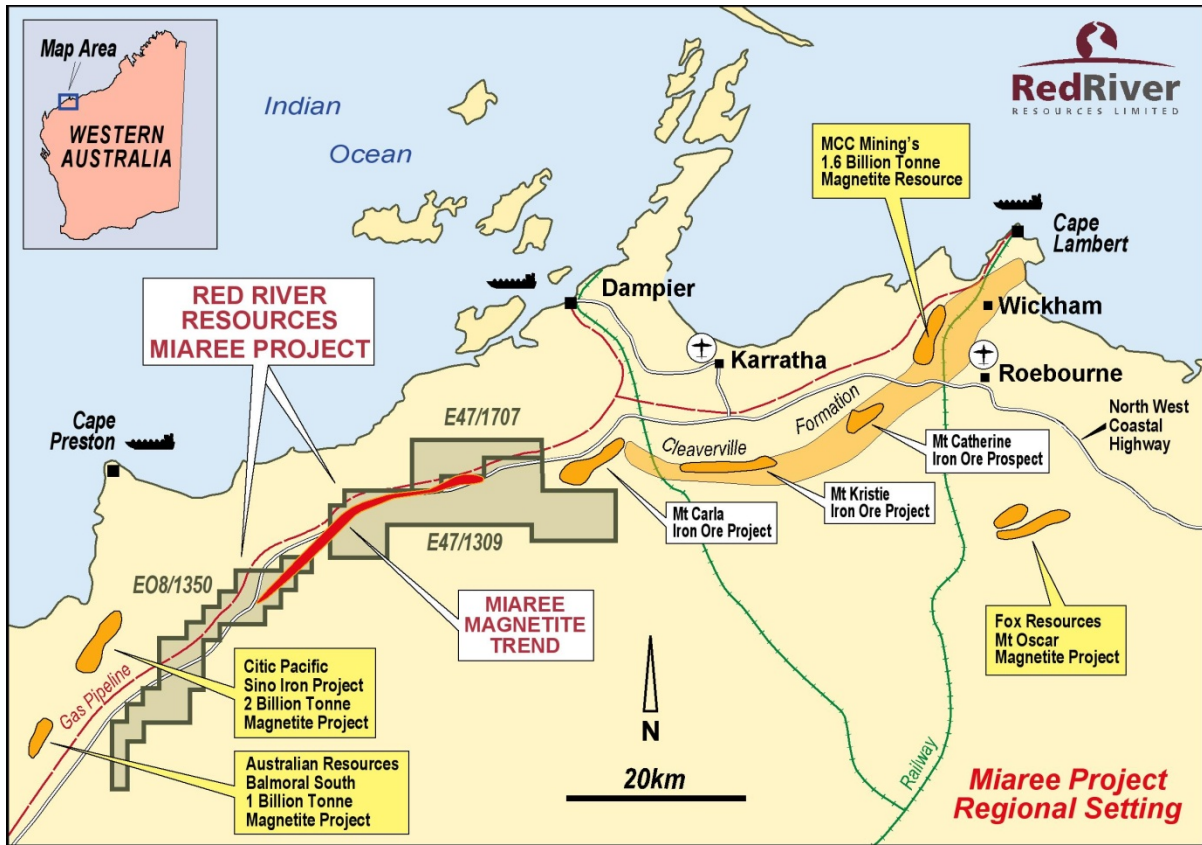 Map Area
WESTERN
AUSTRALIA
Indian
Ocean
RedRiver
RESOURCES LIMITED
MCC Mining's
1.6 Billion Tonne
Magnetite Resource
Cape
Lambert
RED RIVER
RESOURCES
MIAREE PROJECT
Dampier
Wickham
Karratha
Roebourne
North West
Coastal
Highway
Cape
Preston
E47/1707
Cleaverville
Formation
Mt Catherine
Iron Ore Prospect
Mt Kristie
Iron Ore Project
Mt Carla
Iron Ore Project
E47/1309
EO8/1350
MIAREE
MAGNETITE
TREND
Fox Resources
Mt Oscar
Magnetite Project
Citic Pacific
Sino Iron Project
2 Billion Tonne
Magnetite Project
Gas Pipeline
Australian Resources
Balmoral South
1 Billion Tonne
Magnetite Project
N
20km
Railway
Miaree Project
Regional Setting